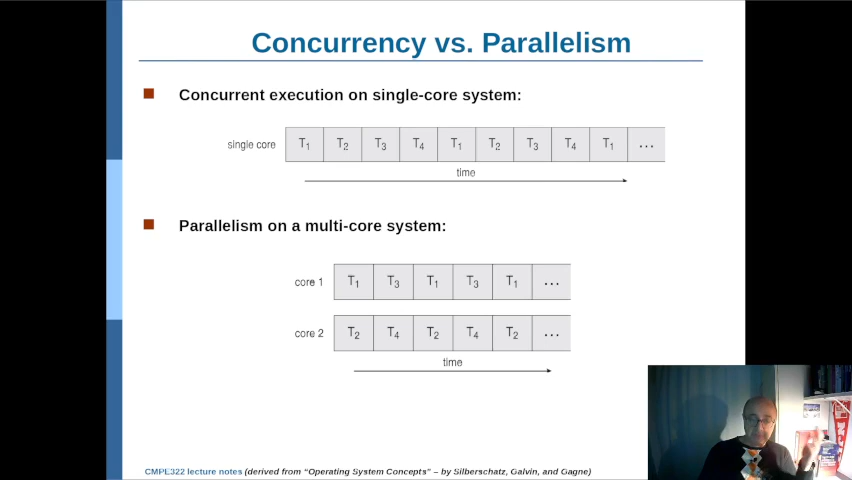 Concurrency vs. Parallelism
Concurrent execution on single-core system:
single core T1 T2 T3 T4 T1 T2 T3 T4 T1 ...
time
Parallelism on a multi-core system:
core 1 T1 T3 T1 T3 T1 ...
core 2 T2 T4 T2 T4 T2 ...
time
CMPE322 lecture notes (derived from “Operating System Concepts” – by Silberschatz, Galvin, and Gagne)